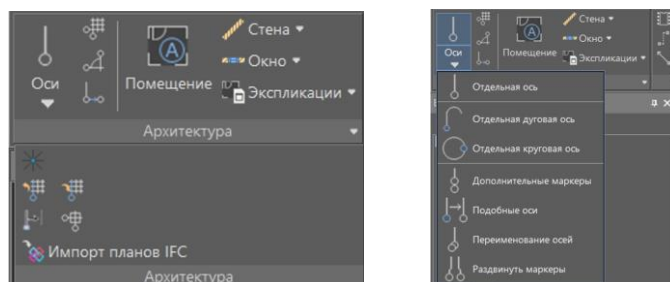 Стена
Окно
Оси
Помещение
Экспликации
Архитектура
Импорт планов IFC
Архитектура
Стена
Окно
Оси
Помещение
Экспликации
Отдельная ось
Отдельная дуговая ось
Отдельная круговая ось
Дополнительные маркеры
Подобные оси
Переименование осей
Раздвинуть маркеры